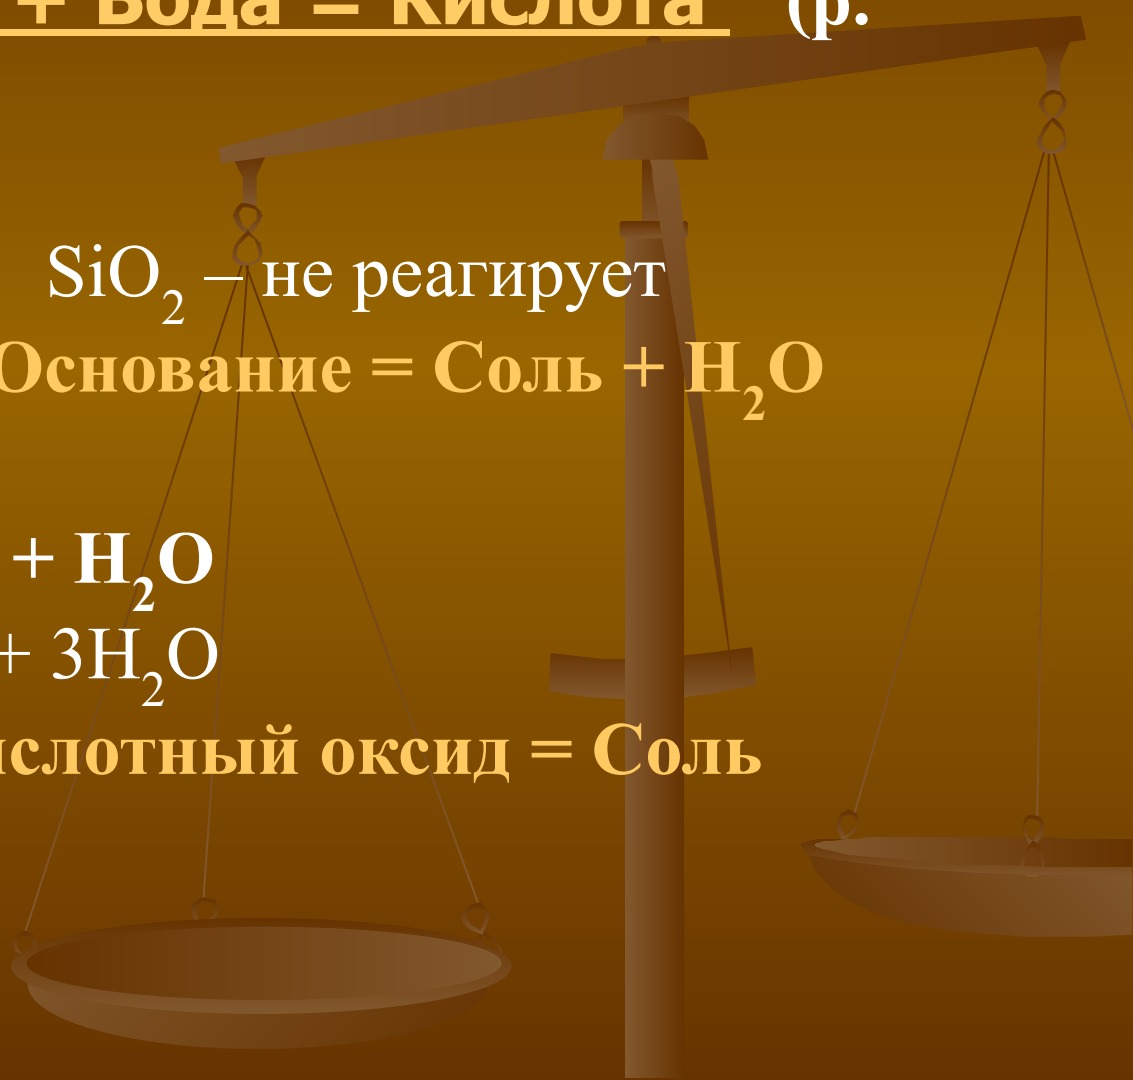 + Вода = Кислота (р.
SiO₂ – не реагирует
Основание = Соль + H₂O
+ H₂O
+ 3H₂O
ислотный оксид = Соль